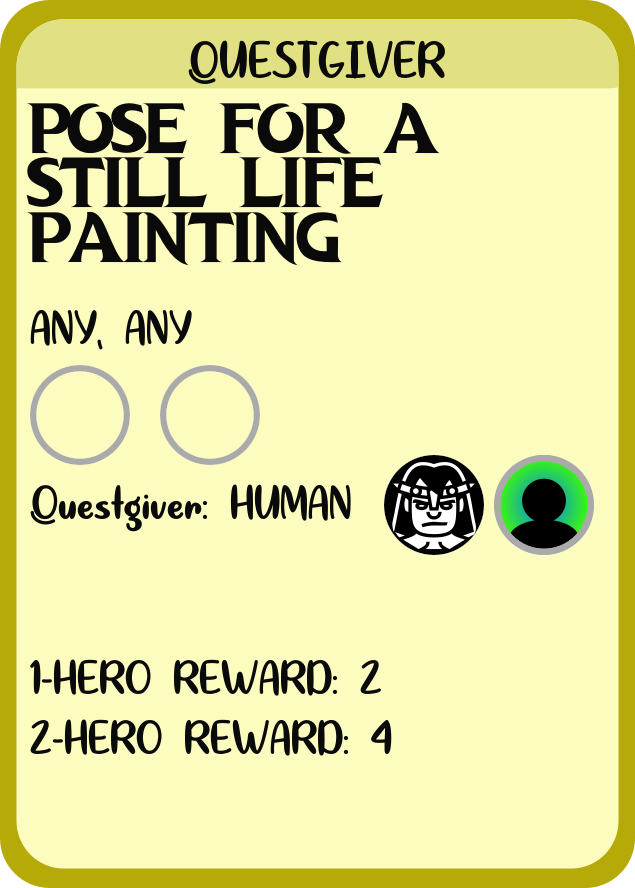 QUESTGIVER
POSE FOR A
STILL LIFE
PAINTING
ANY, ANY
Questgiver: HUMAN
1-HERO REWARD: 2
2-HERO REWARD: 4